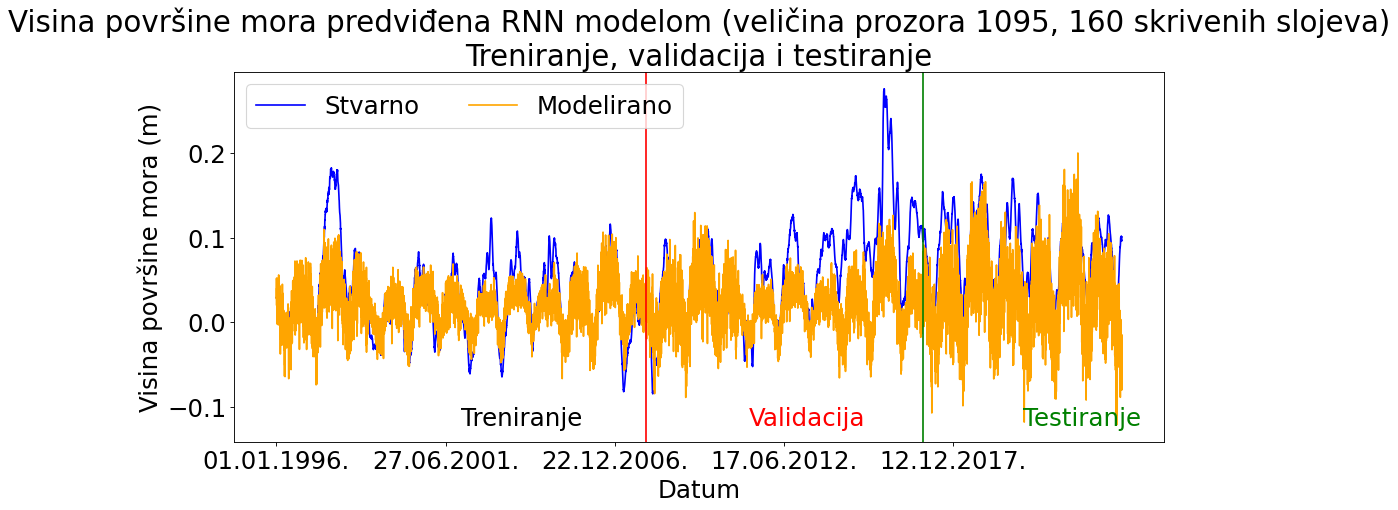 Visina površine mora predviđena RNN modelom (veličina prozora 1095, 160 skrivenih slojeva)
Treniranje, validacija i testiranje
Stvarno Modelirano
Visina površine mora (m)
0.2
0.1
0.0
−0.1
Treniranje Validacija Testiranje
01.01.1996. 27.06.2001. 22.12.2006. 17.06.2012. 12.12.2017.
Datum